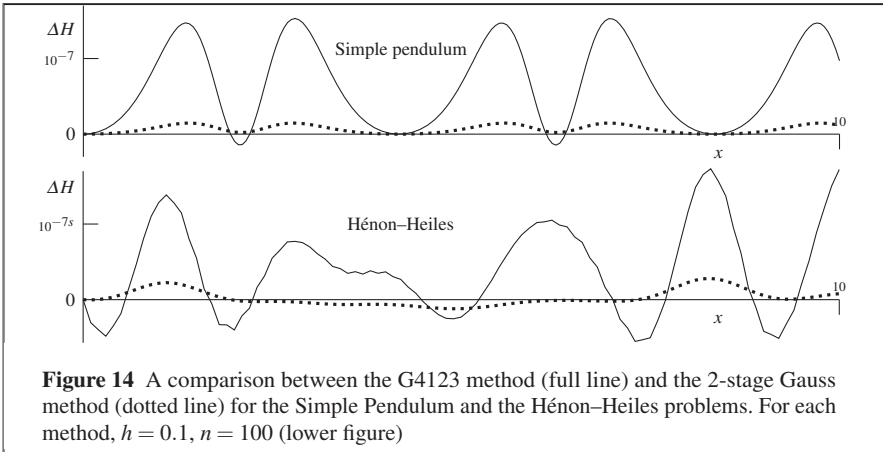 ΔH
Simple pendulum
10⁻⁷
0
x
10
ΔH
Hénon–Heiles
10⁻⁷ˢ
0
x
10
Figure 14 A comparison between the G4123 method (full line) and the 2-stage Gauss
method (dotted line) for the Simple Pendulum and the Hénon–Heiles problems. For each
method, h = 0.1, n = 100 (lower figure)